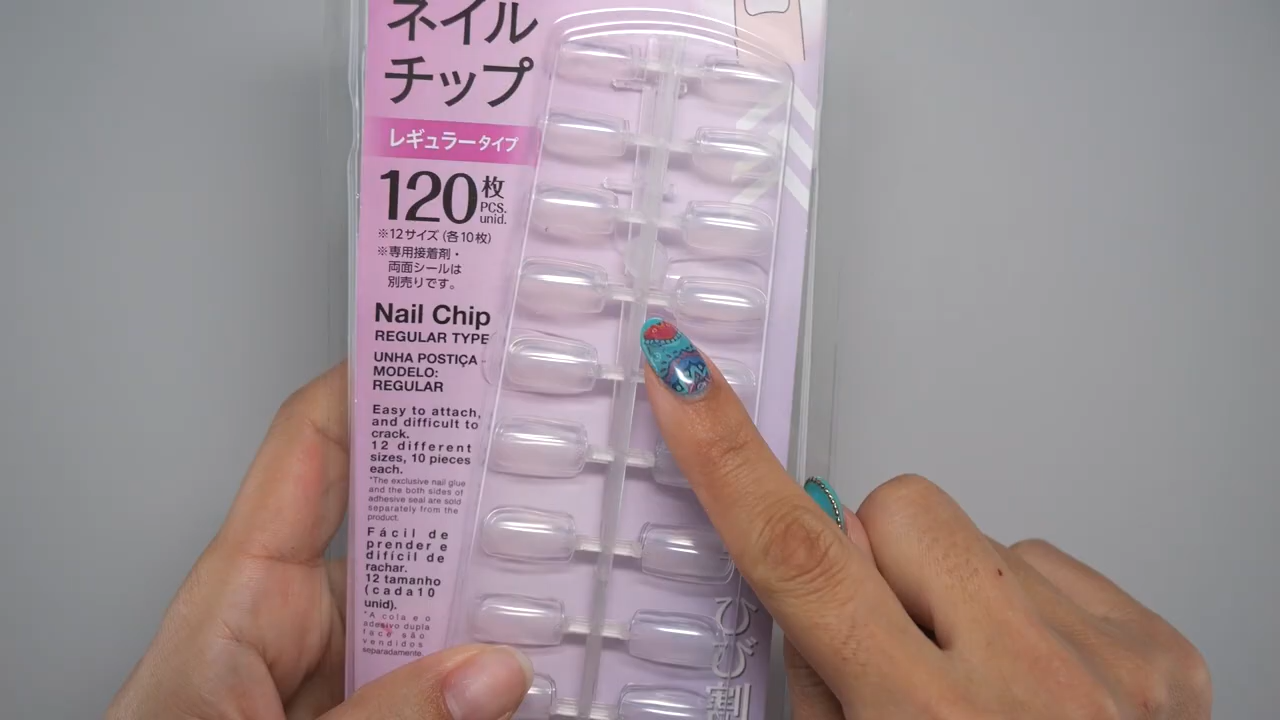 ネイル
チップ
レギュラータイプ
120枚
PCS.
unid.
※12サイズ(各10枚)
※専用接着剤・
両面シールは
別売りです。
Nail Chip
REGULAR TYPE
UNHA POSTIÇA -
MODELO:
REGULAR
Easy to attach,
and difficult to
crack.
12 different
sizes, 10 pieces
each.
*The exclusive nail glue
and the both sides of
adhesive seal are sold
separately from the
product.
Fácil de
prender e
difícil de
rachar.
12 tamanho
(cada10
unid).
*A cola e o
adesivo dupla
face são
vendidos
separadamente.